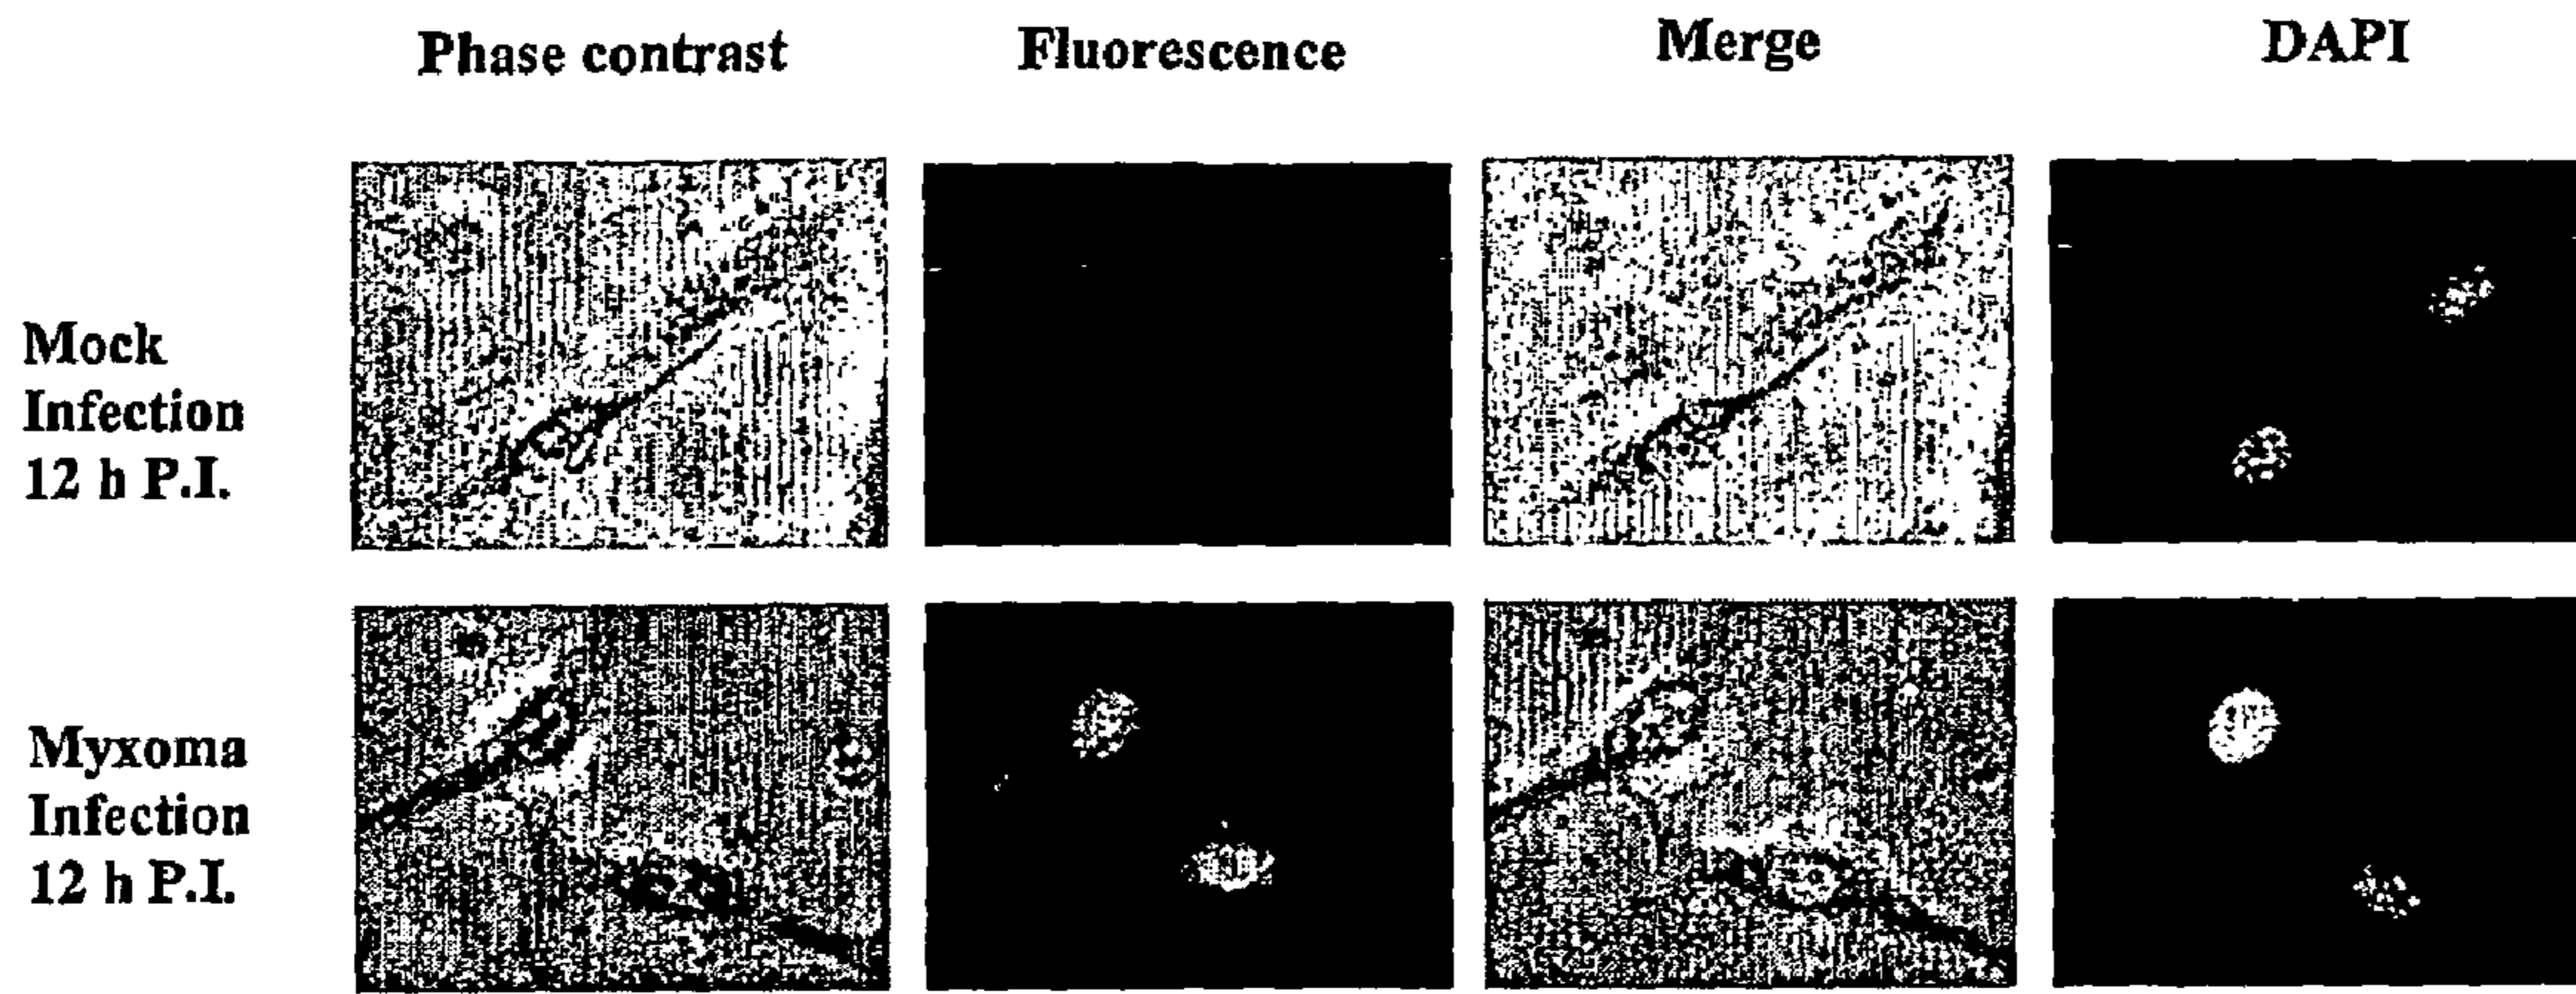 Phase contrast
Fluorescence
Merge
DAPI
Mock
Infection
12 h P.I.
Myxoma
Infection
12 h P.I.